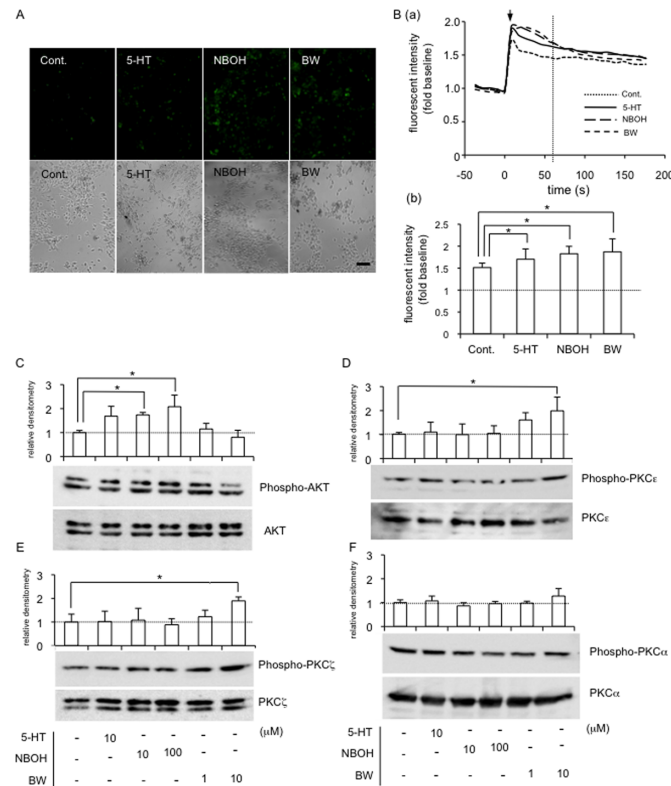 A
Cont. 5-HT NBOH BW
Cont. 5-HT NBOH BW
B (a)
fluorescent intensity
(fold baseline)
2.0
1.5
1.0
0.5
0
-50 0 50 100 150 200
time (s)
Cont.
5-HT
NBOH
BW
(b)
fluorescent intensity
(fold baseline)
2.5
2
1.5
1
0.5
0
* * *
Cont. 5-HT NBOH BW
C
relative densitometry
3
2
1
0
* *
Phospho-AKT
AKT
D
relative densitometry
3
2
1
0
*
Phospho-PKCε
PKCε
E
relative densitometry
3
2
1
0
*
Phospho-PKCζ
PKCζ
F
relative densitometry
3
2
1
0
Phospho-PKCα
PKCα
5-HT - 10 - - - - (μM)
NBOH - - 10 100 - -
BW - - - - 1 10
5-HT - 10 - - - - (μM)
NBOH - - 10 100 - -
BW - - - - 1 10